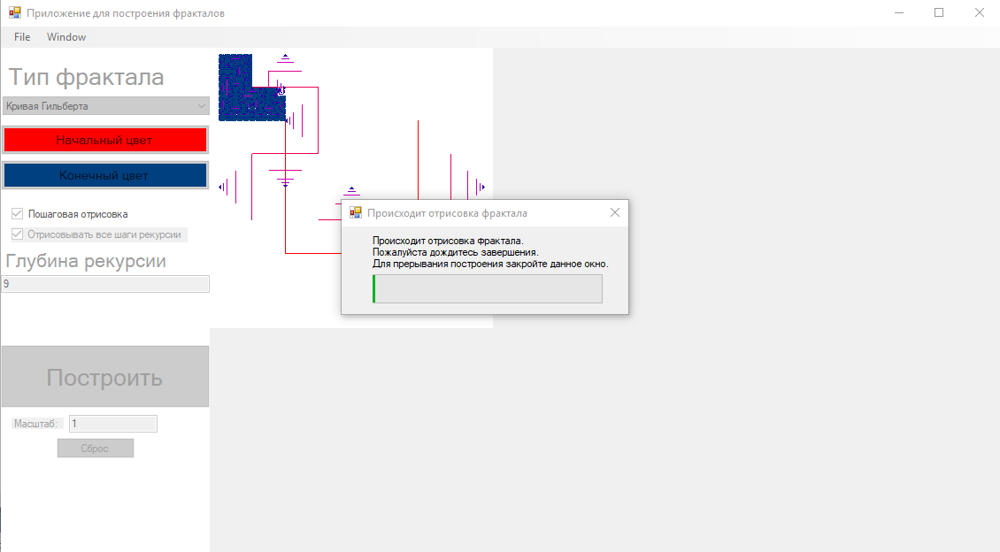 Приложение для построения фракталов
File Window
Тип фрактала
Кривая Гильберта
Начальный цвет
Конечный цвет
Пошаговая отрисовка
Отрисовывать все шаги рекурсии
Глубина рекурсии
9
Построить
Масштаб: 1
Сброс
Происходит отрисовка фрактала
Происходит отрисовка фрактала.
Пожалуйста дождитесь завершения.
Для прерывания построения закройте данное окно.